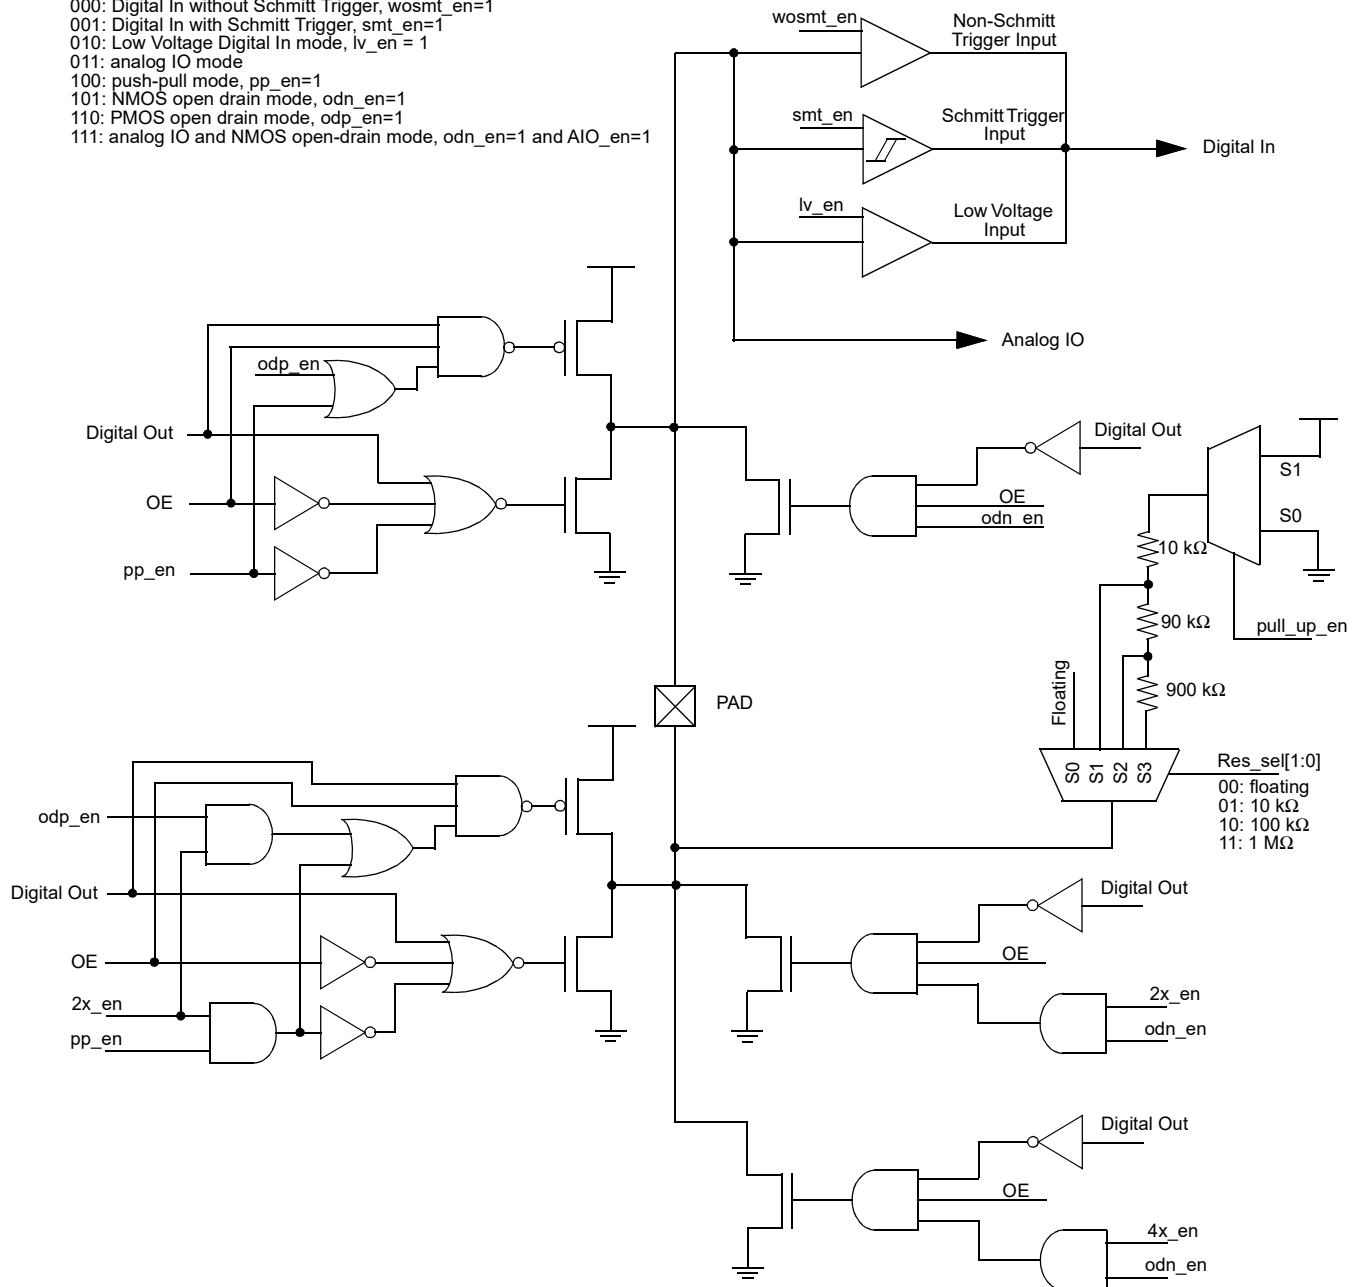 000: Digital In without Schmitt Trigger, wosmt_en=1
001: Digital In with Schmitt Trigger, smt_en=1
010: Low Voltage Digital In mode, lv_en = 1
011: analog IO mode
100: push-pull mode, pp_en=1
101: NMOS open drain mode, odn_en=1
110: PMOS open drain mode, odp_en=1
111: analog IO and NMOS open-drain mode, odn_en=1 and AIO_en=1
wosmt_en
Non-Schmitt
Trigger Input
smt_en
Schmitt Trigger
Input
Digital In
lv_en
Low Voltage
Input
Analog IO
odp_en
Digital Out
OE
pp_en
Digital Out
OE
odn_en
S1
S0
10 kΩ
90 kΩ
pull_up_en
900 kΩ
Floating
PAD
S0
S1
S2
S3
Res_sel[1:0]
00: floating
01: 10 kΩ
10: 100 kΩ
11: 1 MΩ
odp_en
Digital Out
OE
2x_en
pp_en
Digital Out
OE
2x_en
odn_en
Digital Out
OE
4x_en
odn_en